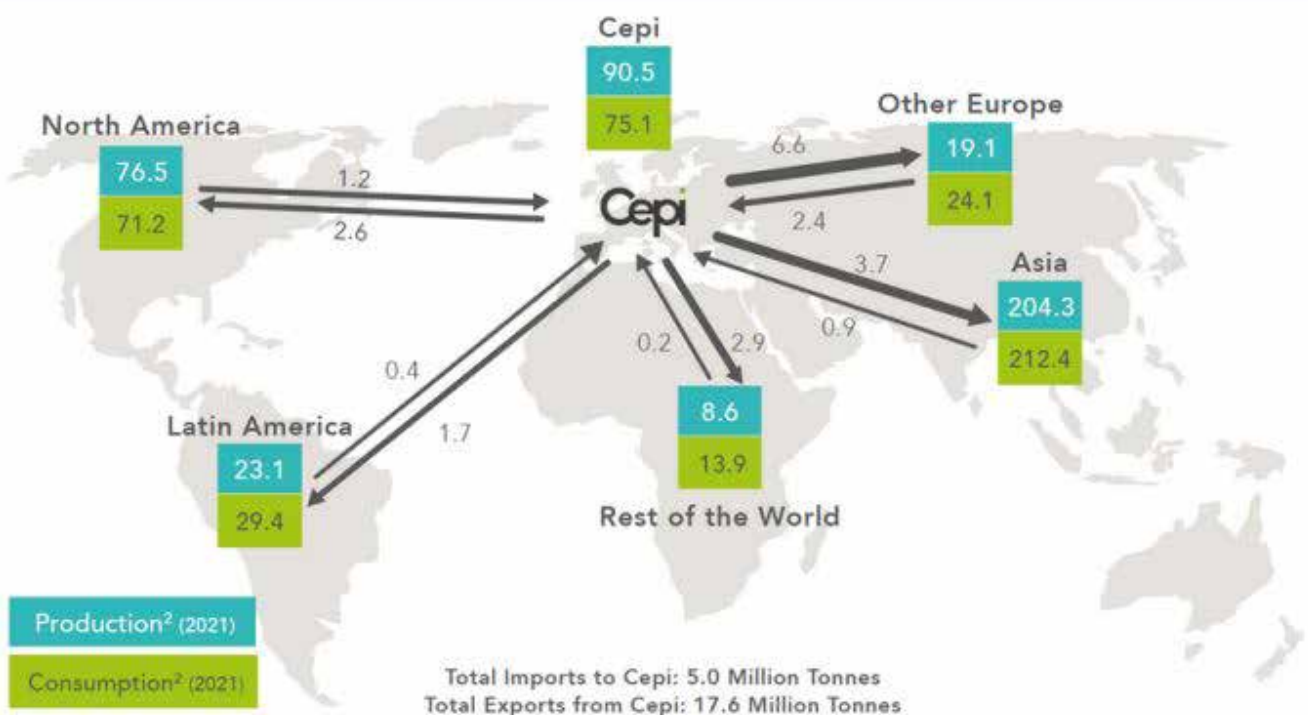 Cepi
90.5
75.1
North America
76.5
71.2
1.2
2.6
Cepi
6.6
2.4
Other Europe
19.1
24.1
3.7
0.9
Asia
204.3
212.4
0.4
1.7
0.2
2.9
Latin America
23.1
29.4
8.6
13.9
Rest of the World
Production² (2021)
Consumption² (2021)
Total Imports to Cepi: 5.0 Million Tonnes
Total Exports from Cepi: 17.6 Million Tonnes